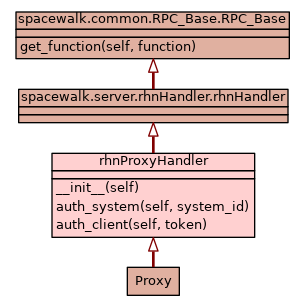 spacewalk.common.RPC_Base.RPC_Base
get_function(self, function)
spacewalk.server.rhnHandler.rhnHandler
rhnProxyHandler
__init__(self)
auth_system(self, system_id)
auth_client(self, token)
Proxy